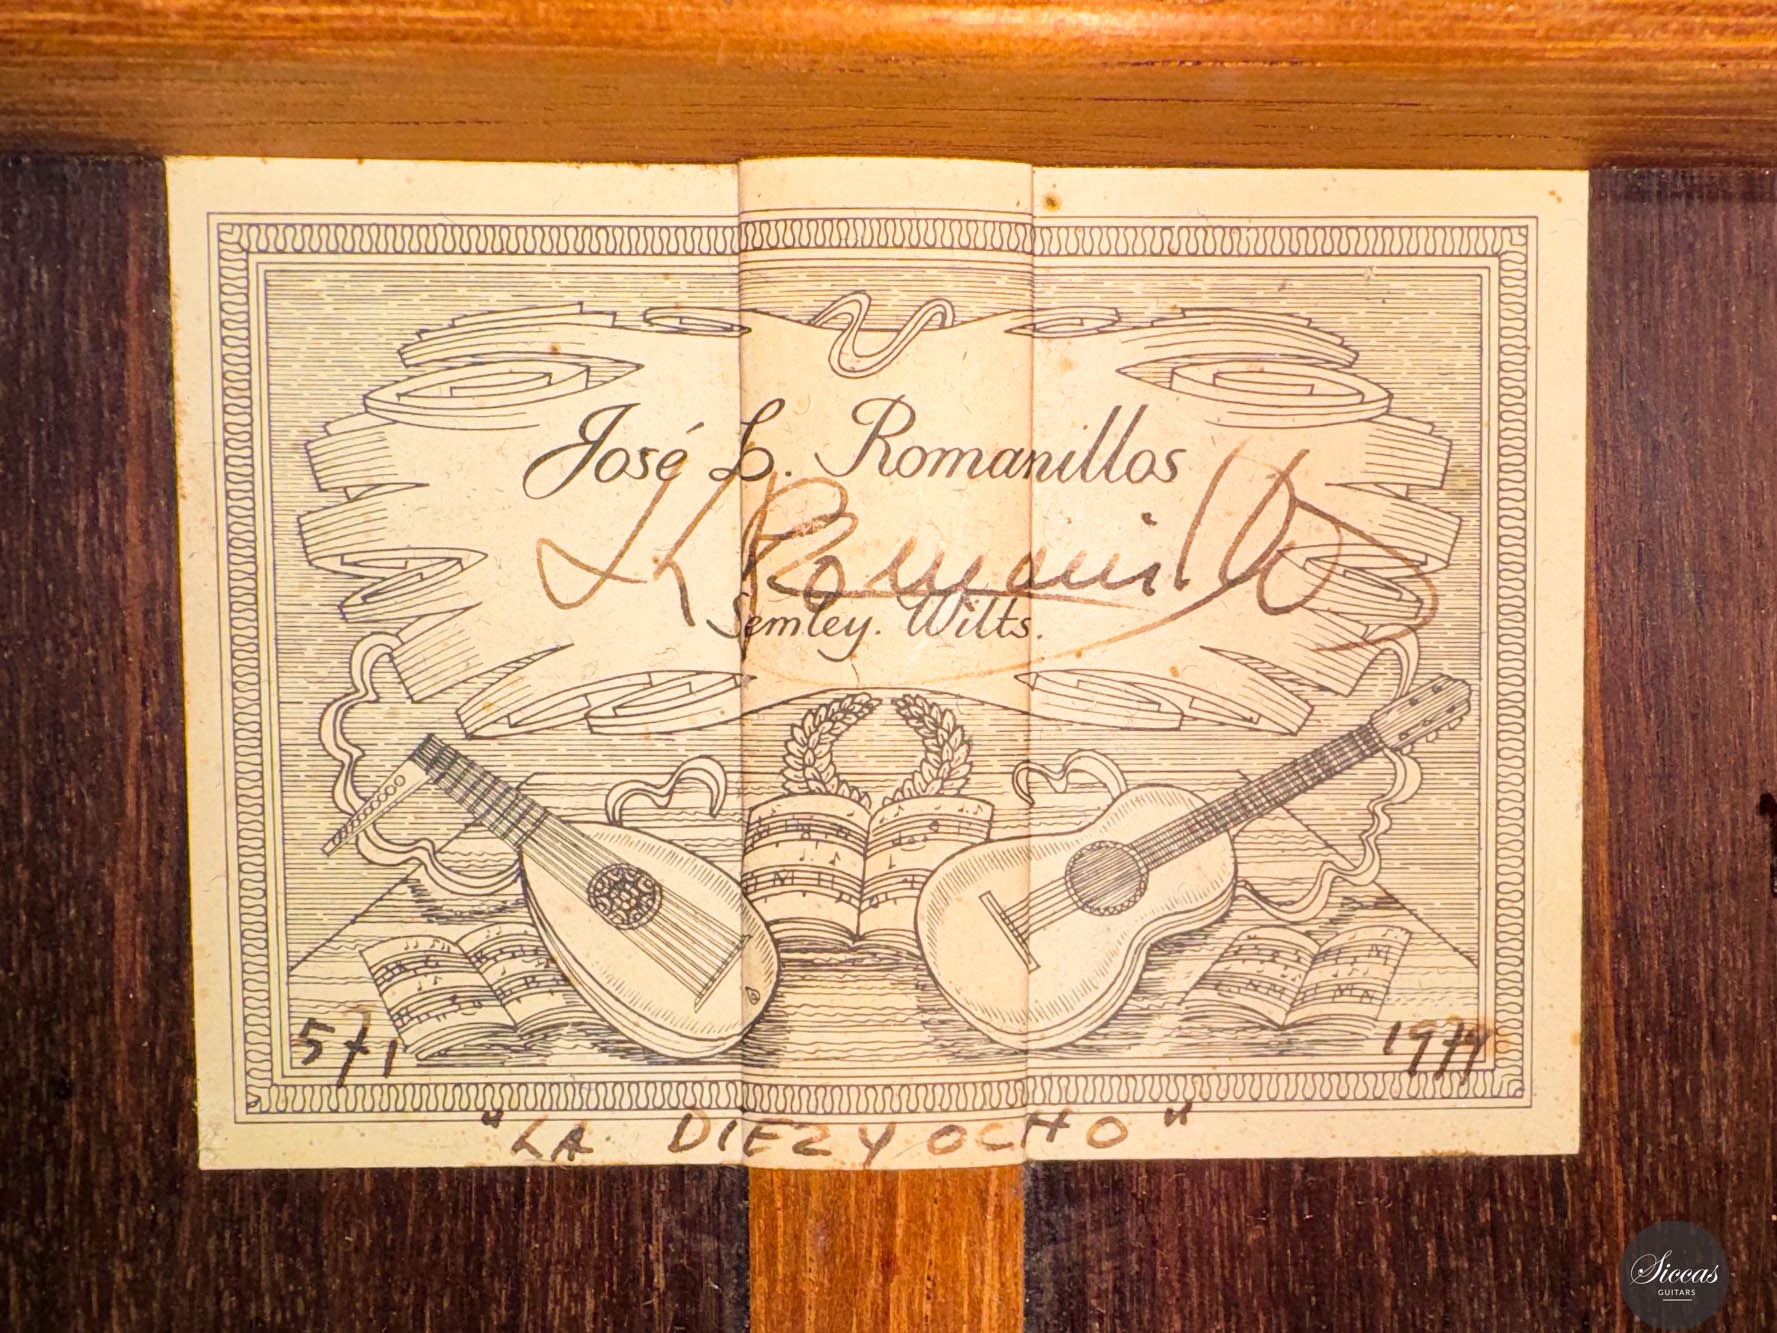 José L. Romanillos
J L Romanillos
Semley. Wilts.
571
1977
"LA DIEZ Y OCHO"
Siccas
GUITARS